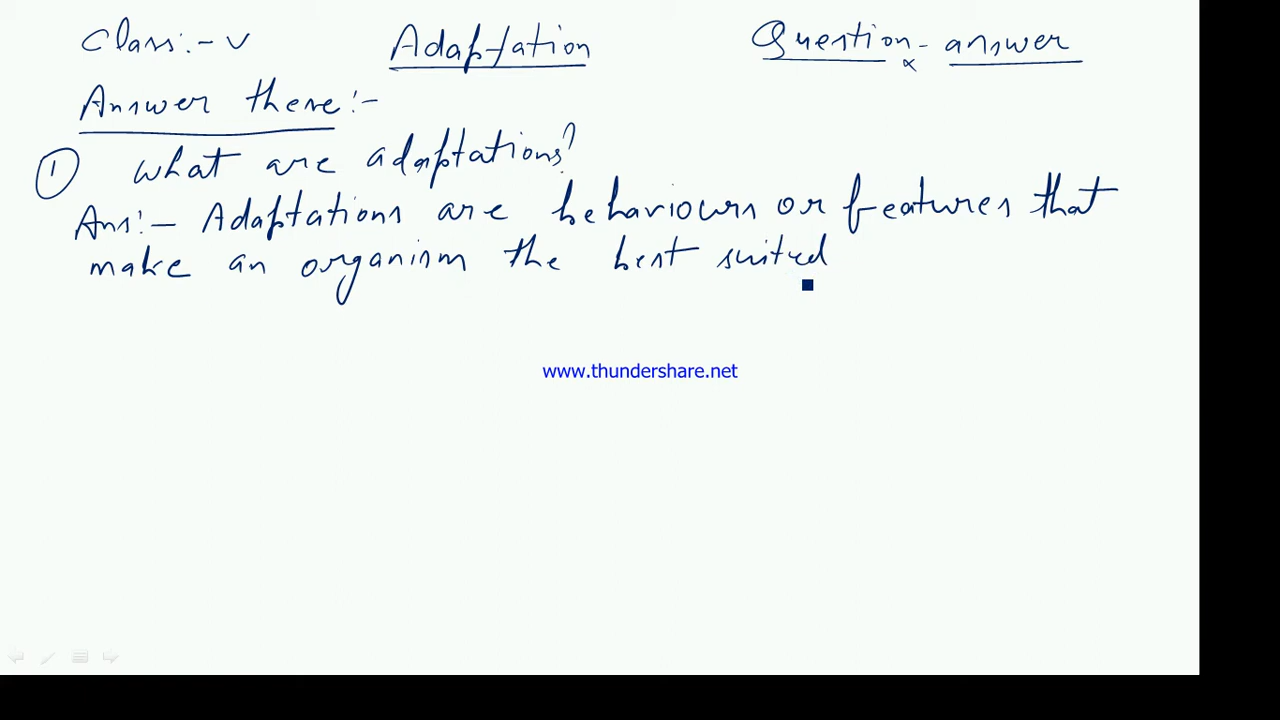 Class:- V Adaptation Question - answer
Answer there:-
① What are adaptations?
Ans:- Adaptations are behaviours or features that
make an organism the best suited
www.thundershare.net